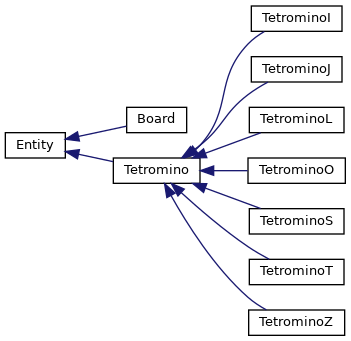 TetrominoI
TetrominoJ
Board
TetrominoL
Entity
Tetromino
TetrominoO
TetrominoS
TetrominoT
TetrominoZ